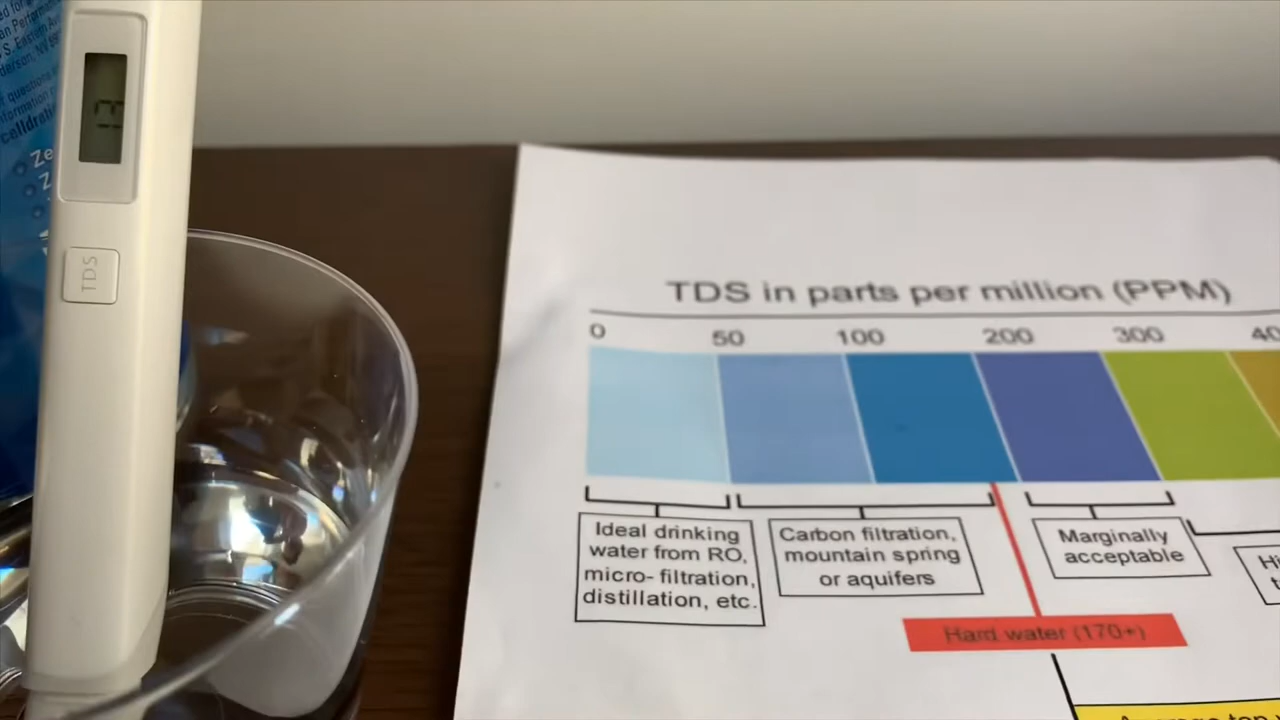 TDS
TDS in parts per million (PPM)
0 50 100 200 300
Ideal drinking
water from RO,
micro- filtration,
distillation, etc.
Carbon filtration,
mountain spring
or aquifers
Marginally
acceptable
Hard water (170+)